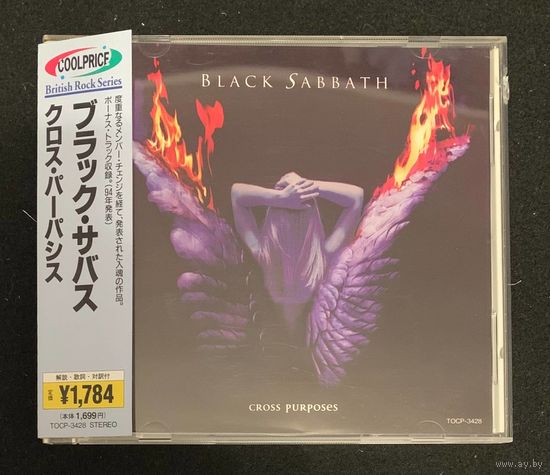 COOLPRICE
British Rock Series
ブラック・サバス
クロス・パーパシス
度重なるメンバー・チェンジを経て、発表された入魂の作品。
ボーナス・トラック収録。('94年発表)
解説・歌詞・対訳付
定価 ¥1,784
[本体 1,699円]
TOCP-3428 STEREO
BLACK SABBATH
CROSS PURPOSES
TOCP-3428
www.ay.by